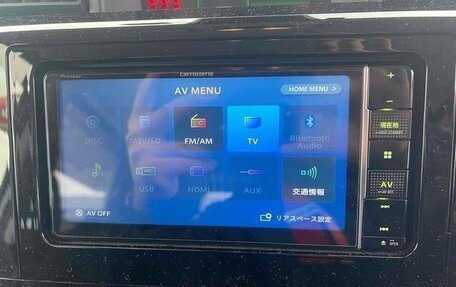 Pioneer
carrozzeria
AV MENU
HOME MENU
DISC
MSV/SD
FM/AM
TV
Bluetooth
Audio
iPod
USB
HDMI
AUX
交通情報
AV OFF
リアスペース設定
現在地
AV
OPEN